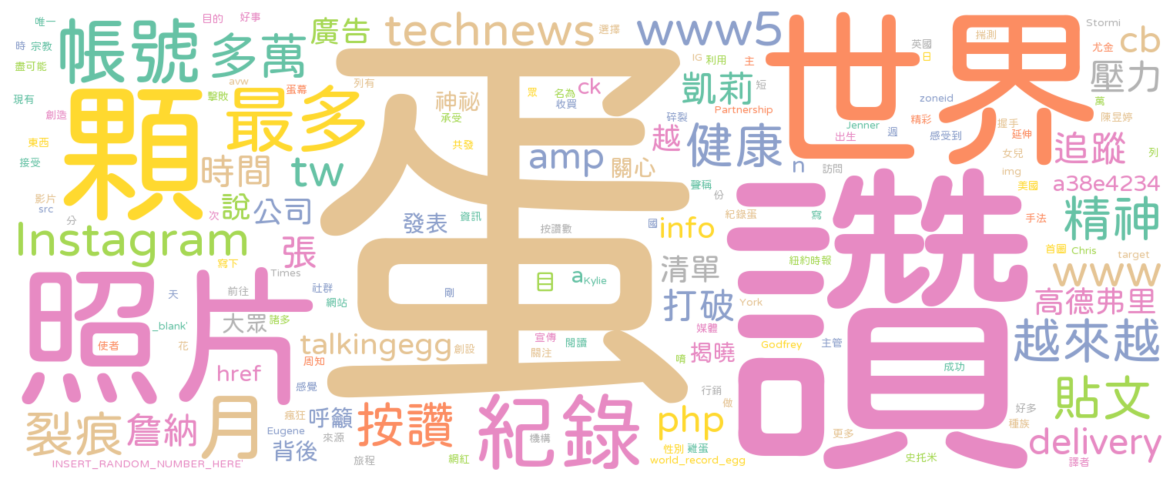 唯一
目的
好事
廣告
technews
選擇
www5
英國
日
捲測
Stormi
尤金
cb
時
宗教
帳號
多萬
IG
利用
主
世界
盡可能
avw
蛋幕
列有
神祕
眾
名為
ck
凱莉
短
zoneid
壓力
現有
顆
擊敗
最多
承受
收買
碎裂
Partnership
精彩
握手
萬
創造
蛋
越
健康
Jenner
週
感受到
延伸
陳昱婷
出生
東西
時間
tw
共發
amp
關心
n
訪問
女兒
追蹤
列
接受
聲稱
img
美國
a38e4234
影片
src
分
次
說
公司
發表
資訊
按讚數
份
紀錄蛋
國
info
寫
讚
手法
精神
Instagram
寫下
張
Times
清單
紐約時報
首圖
Chris
target
照片
天
前往
社群
網站
剛
目
a
Kylie
打破
York
www
高德弗里
_blank'
大眾
諸多
使者
花
周知
talkingegg
創設
宣傳
關注
閱讀
媒體
揭曉
嘖
Godfrey
主管
越來越
href
感覺
成功
行銷
做
貼文
裂痕
詹納
月
瘋狂
呼籲
按讚
紀錄
php
好多
種族
Eugene
來源
背後
機構
性別
雞蛋
更多
delivery
INSERT_RANDOM_NUMBER_HERE'
旅程
網紅
world_record_egg
史托米
譯者